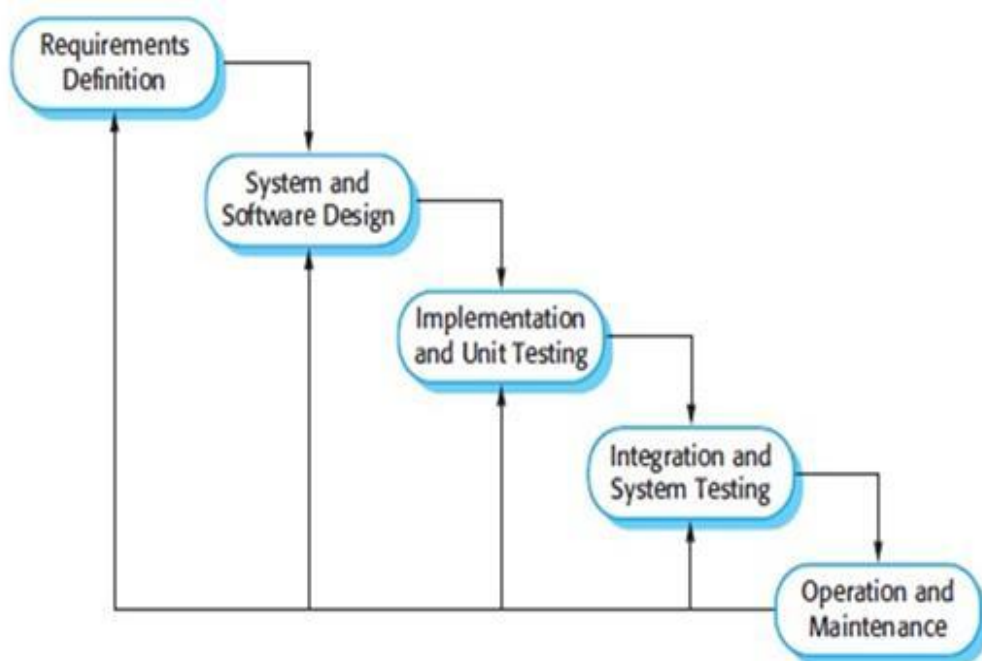 Requirements
Definition
System and
Software Design
Implementation
and Unit Testing
Integration and
System Testing
Operation and
Maintenance